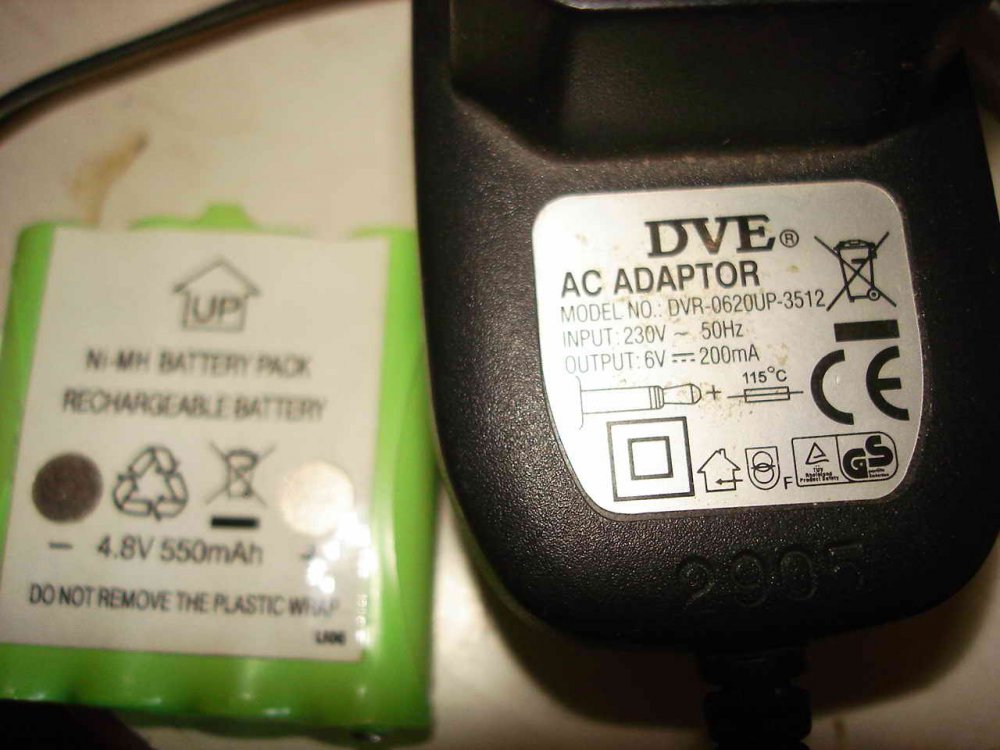 UP
Ni-MH BATTERY PACK
RECHARGEABLE BATTERY
− 4.8V 550mAh +
DO NOT REMOVE THE PLASTIC WRAP
DVE®
AC ADAPTOR
MODEL NO.: DVR-0620UP-3512
INPUT: 230V ~ 50Hz
OUTPUT: 6V ⎓ 200mA
+ 115°C
CE
F
GS
2905